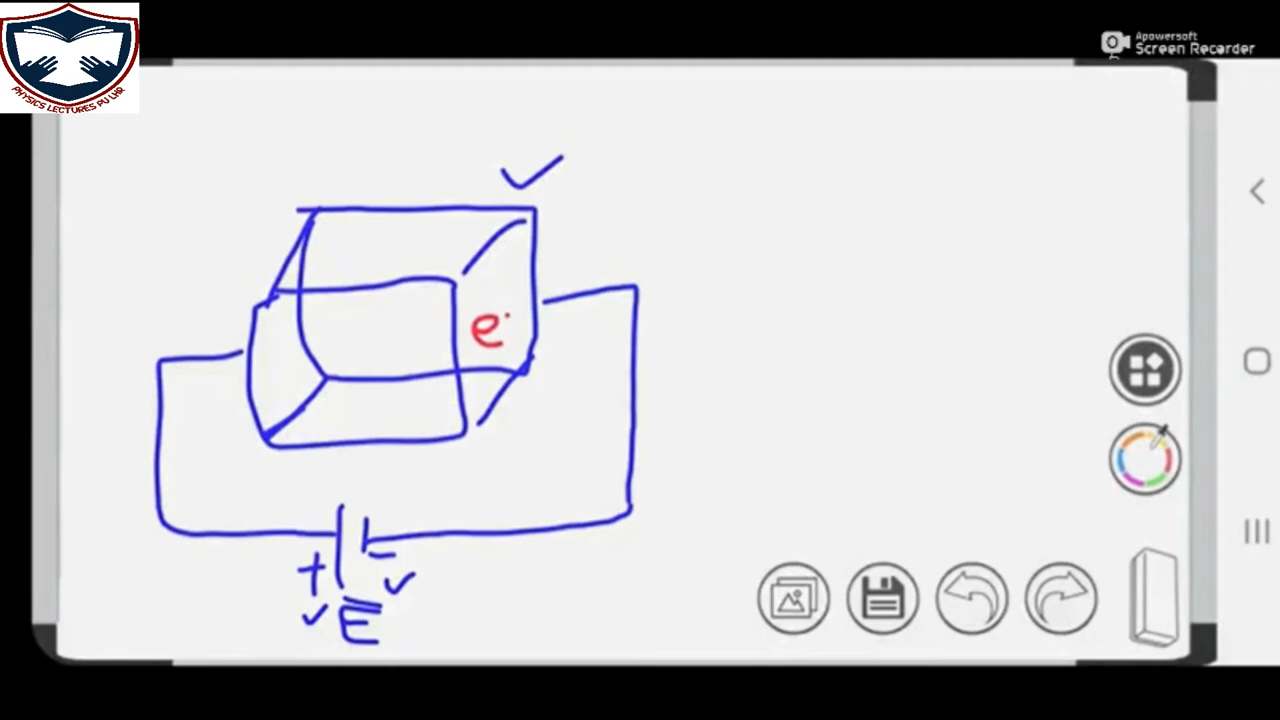 Apowersoft
Screen Recorder
PHYSICS LECTURES PU LHR
e
+ -
E